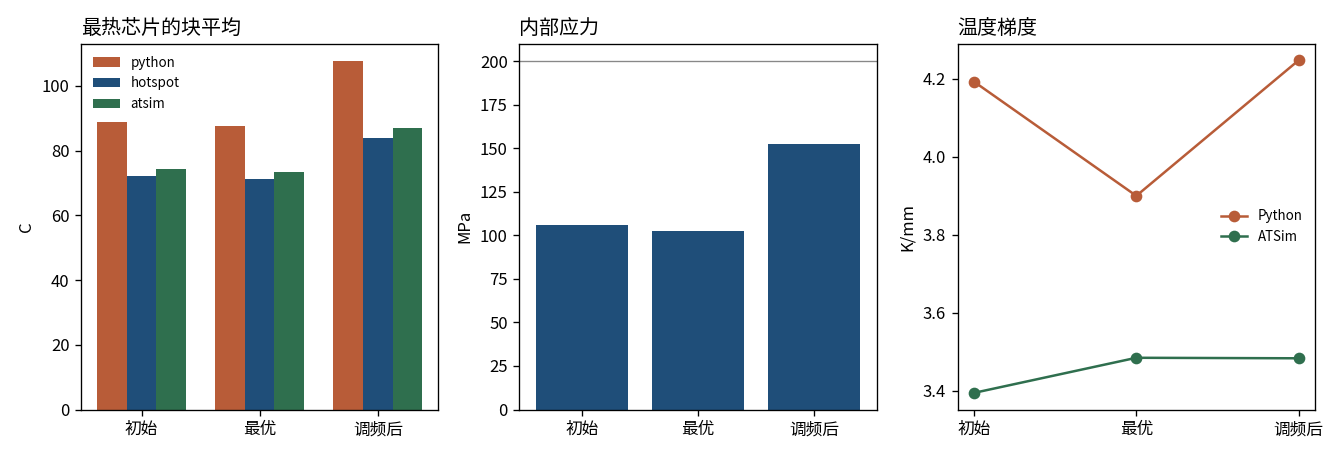 最热芯片的块平均
python
hotspot
atsim
100
80
60
40
20
0
C
初始
最优
调频后
内部应力
200
175
150
125
100
75
50
25
0
MPa
初始
最优
调频后
温度梯度
4.2
4.0
3.8
3.6
3.4
K/mm
Python
ATSim
初始
最优
调频后